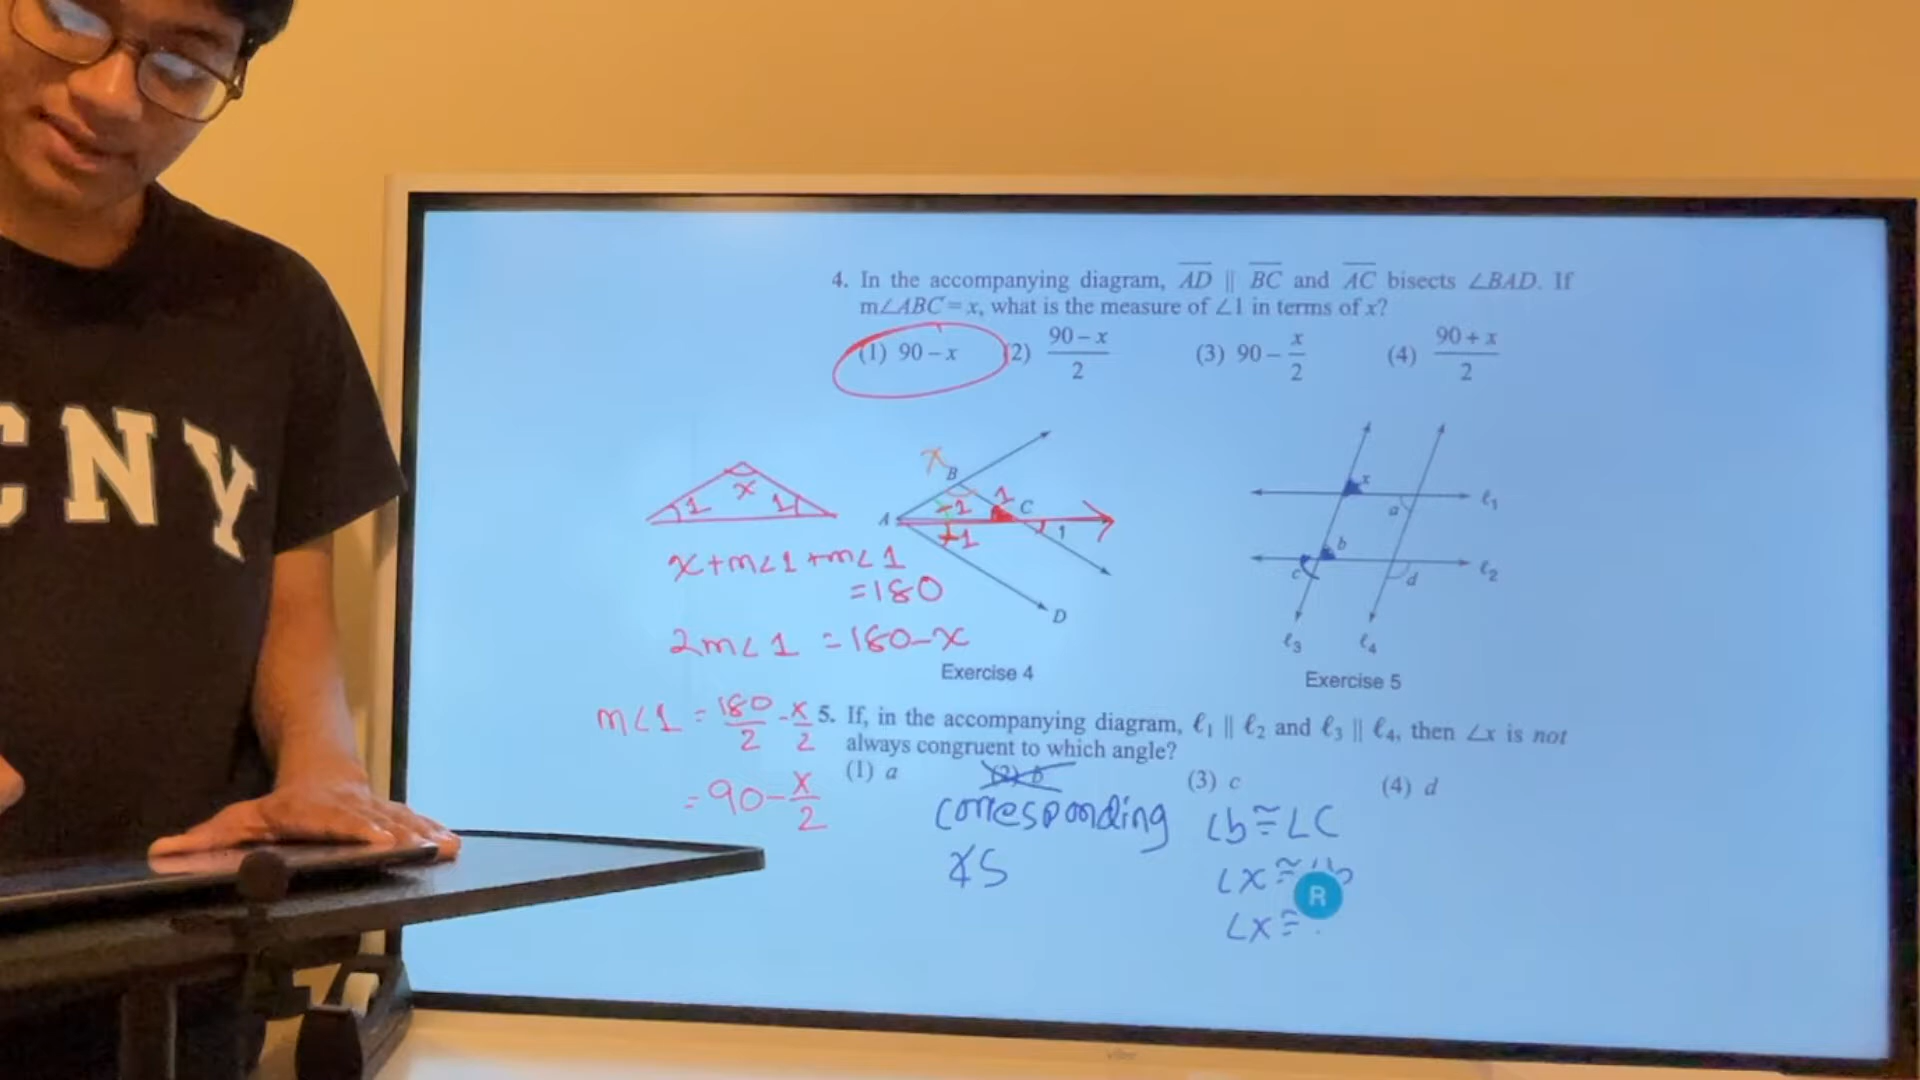 CNY
4. In the accompanying diagram, AD || BC and AC bisects ∠BAD. If
m∠ABC = x, what is the measure of ∠1 in terms of x?
(1) 90 – x (2) 90 – x / 2 (3) 90 – x/2 (4) 90 + x / 2
x B 1 C A 1 1 1 D
1 x 1
x + m∠1 + m∠1
= 180
2m∠1 = 180 – x
m∠1 = 180/2 – x/2
= 90 – x/2
Exercise 4
x a ℓ1
b c d ℓ2
ℓ3 ℓ4
Exercise 5
5. If, in the accompanying diagram, ℓ1 || ℓ2 and ℓ3 || ℓ4, then ∠x is not
always congruent to which angle?
(1) a (2) b (3) c (4) d
corresponding
∡S
∠b ≅ ∠C
∠x ≅ ∠b
∠x ≅
R